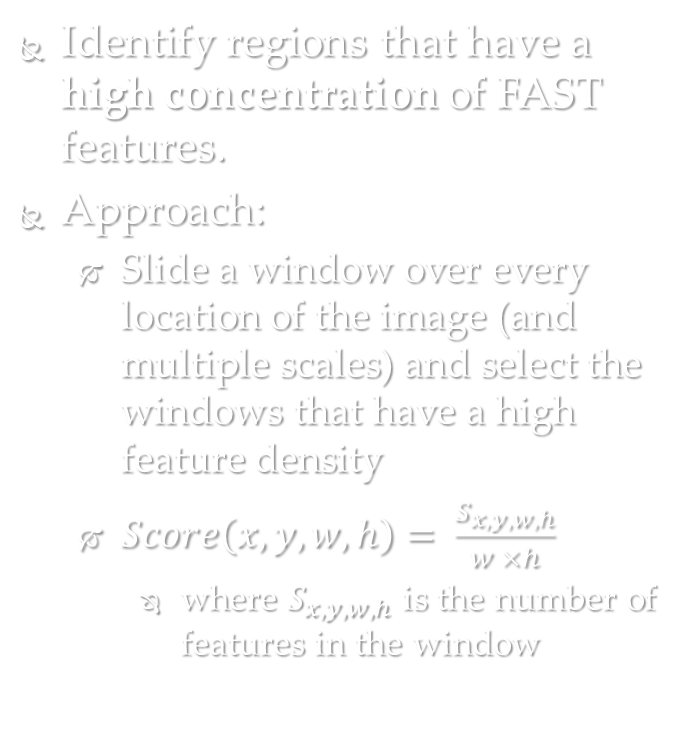 Identify regions that have a
high concentration of FAST
features.
Approach:
Slide a window over every
location of the image (and
multiple scales) and select the
windows that have a high
feature density
Score(x, y, w, h) = S_{x,y,w,h} / (w × h)
where S_{x,y,w,h} is the number of
features in the window